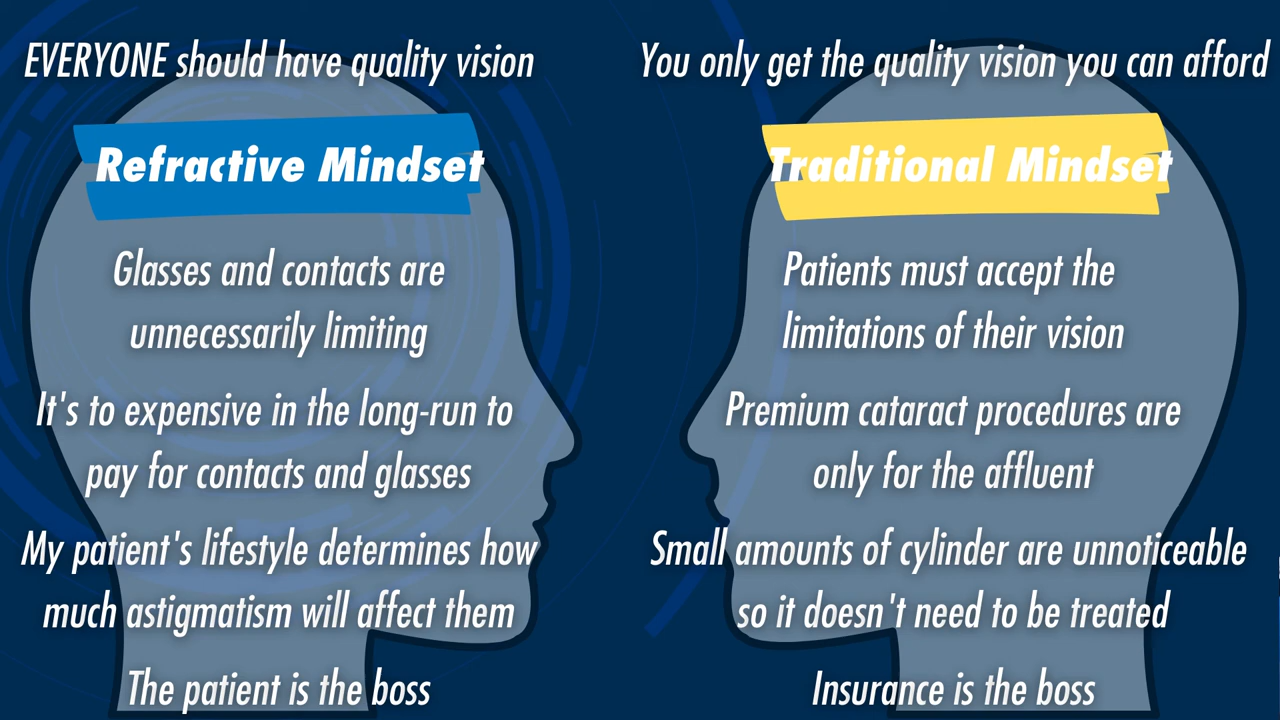 EVERYONE should have quality vision
Refractive Mindset
Glasses and contacts are
unnecessarily limiting
It's to expensive in the long-run to
pay for contacts and glasses
My patient's lifestyle determines how
much astigmatism will affect them
The patient is the boss
You only get the quality vision you can afford
Traditional Mindset
Patients must accept the
limitations of their vision
Premium cataract procedures are
only for the affluent
Small amounts of cylinder are unnoticeable
so it doesn't need to be treated
Insurance is the boss